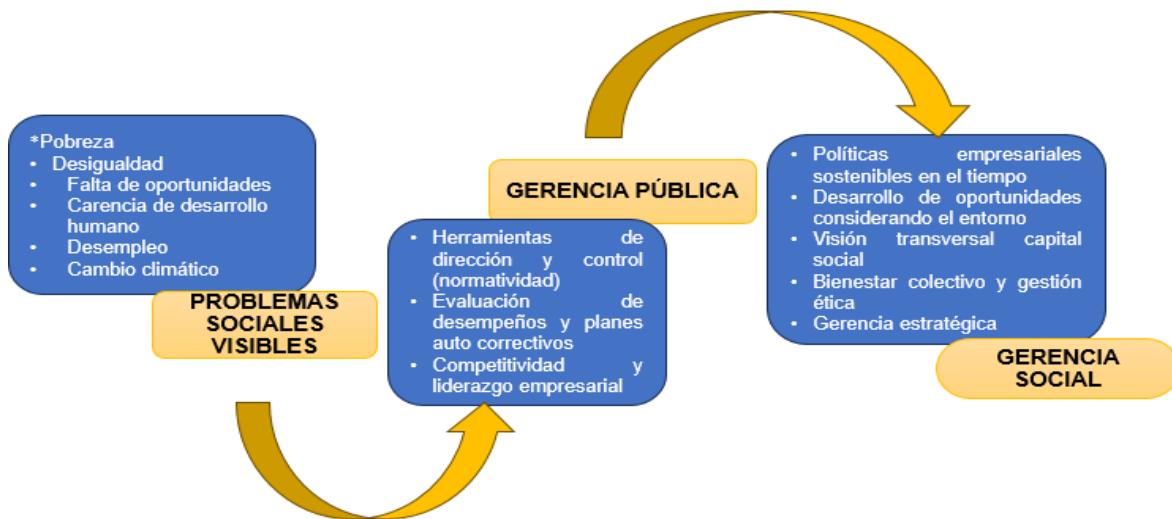 *Pobreza
• Desigualdad
• Falta de oportunidades
• Carencia de desarrollo
humano
• Desempleo
• Cambio climático
PROBLEMAS
SOCIALES
VISIBLES
GERENCIA PÚBLICA
• Herramientas de
dirección y control
(normatividad)
• Evaluación de
desempeños y planes
auto correctivos
• Competitividad y
liderazgo empresarial
• Políticas empresariales
sostenibles en el tiempo
• Desarrollo de oportunidades
considerando el entorno
• Visión transversal capital
social
• Bienestar colectivo y gestión
ética
• Gerencia estratégica
GERENCIA
SOCIAL